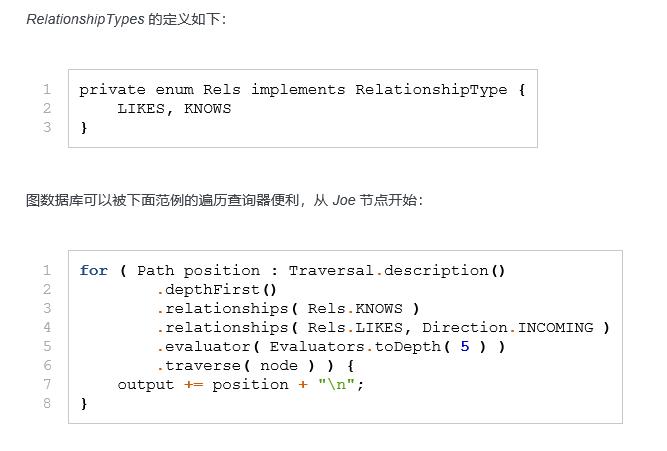 RelationshipTypes 的定义如下：
1 private enum Rels implements RelationshipType {
2     LIKES, KNOWS
3 }
图数据库可以被下面范例的遍历查询器便利，从 Joe 节点开始：
1 for ( Path position : Traversal.description()
2         .depthFirst()
3         .relationships( Rels.KNOWS )
4         .relationships( Rels.LIKES, Direction.INCOMING )
5         .evaluator( Evaluators.toDepth( 5 ) )
6         .traverse( node ) ) {
7     output += position + "\n";
8 }